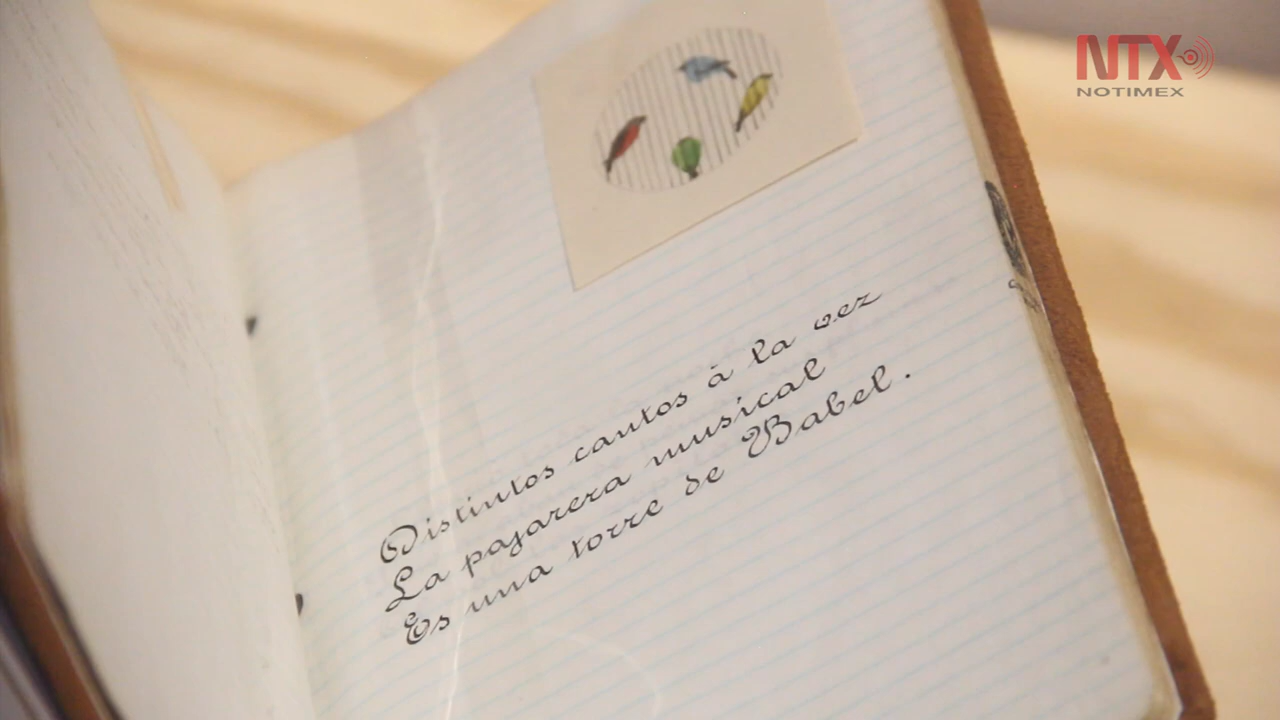 NTX
NOTIMEX
Distintos cantos à la vez
La pajarera musical
Es una torre de Babel.